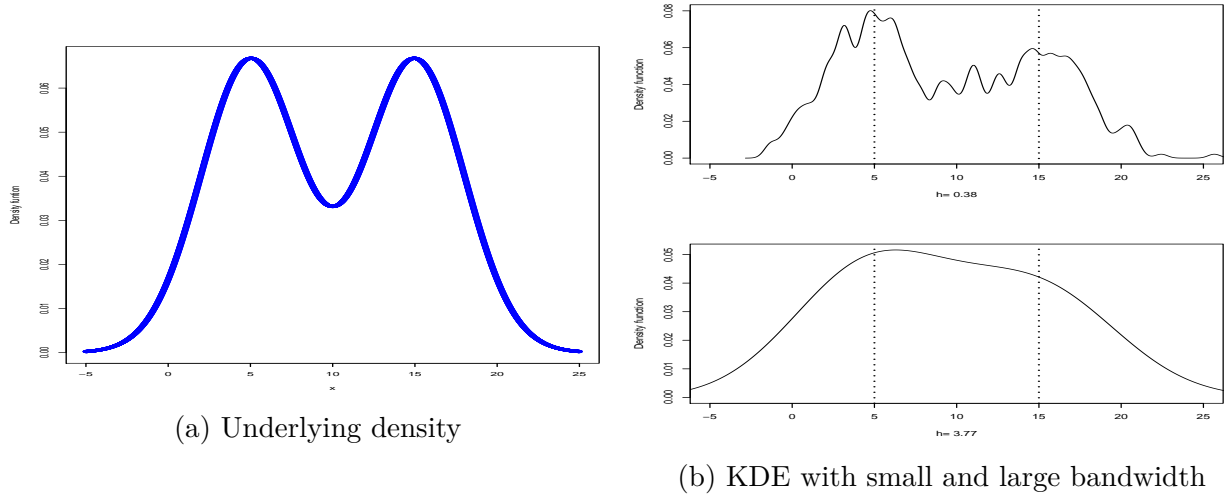 Density funtion
0.00 0.01 0.02 0.03 0.04 0.05 0.06
−5 0 5 10 15 20 25
x
(a) Underlying density
Density function
0.00 0.02 0.04 0.06 0.08
−5 0 5 10 15 20 25
h= 0.38
Density function
0.00 0.01 0.02 0.03 0.04 0.05
−5 0 5 10 15 20 25
h= 3.77
(b) KDE with small and large bandwidth